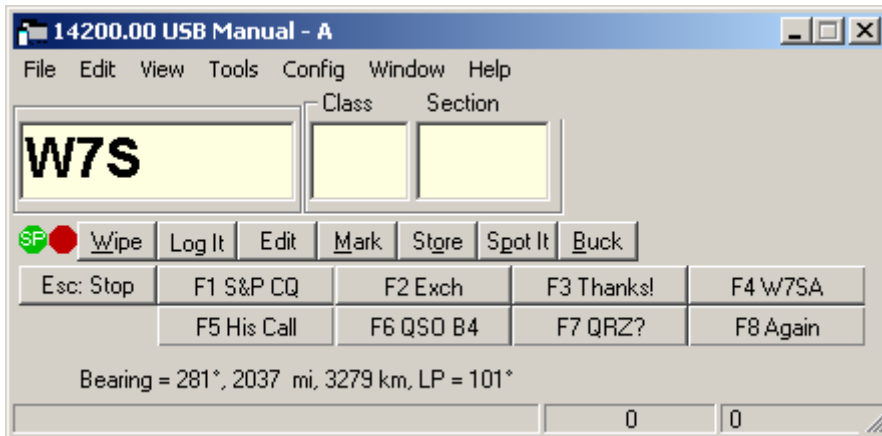 14200.00 USB Manual - A
File Edit View Tools Config Window Help
Class Section
W7S
SP C Wipe Log It Edit Mark Store Spot It Buck
Esc: Stop F1 S&P CQ F2 Exch F3 Thanks! F4 W7SA
F5 His Call F6 QSO B4 F7 QRZ? F8 Again
Bearing = 281°, 2037 mi, 3279 km, LP = 101°
0 0